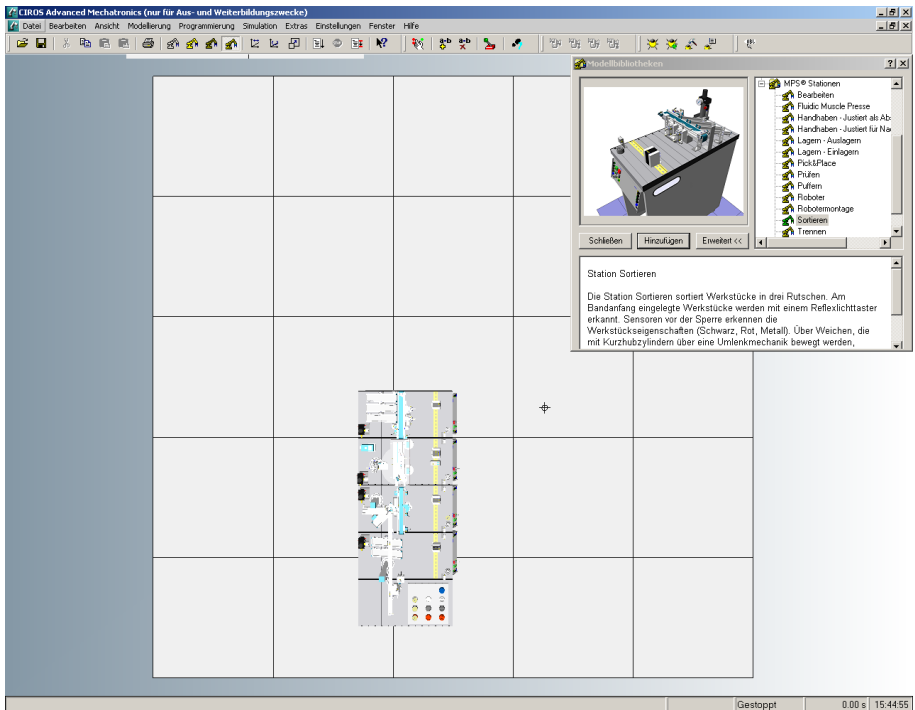 CIROS Advanced Mechatronics (nur für Aus- und Weiterbildungszwecke)
Datei Bearbeiten Ansicht Modellierung Programmierung Simulation Extras Einstellungen Fenster Hilfe
Modellbibliotheken
MPS® Stationen
Bearbeiten
Fluidic Muscle Presse
Handhaben - Justiert als Ab
Handhaben - Justiert für Na
Lagern - Auslagern
Lagern - Einlagern
Pick&Place
Prüfen
Puffern
Roboter
Robotermontage
Sortieren
Trennen
Schließen Hinzufügen Erweitert <<
Station Sortieren
Die Station Sortieren sortiert Werkstücke in drei Rutschen. Am
Bandanfang eingelegte Werkstücke werden mit einem Reflexlichttaster
erkannt. Sensoren vor der Sperre erkennen die
Werkstückseigenschaften (Schwarz, Rot, Metall). Über Weichen, die
mit Kurzhubzylindern über eine Umlenkmechanik bewegt werden,
Gestoppt 0.00 s 15:44:55